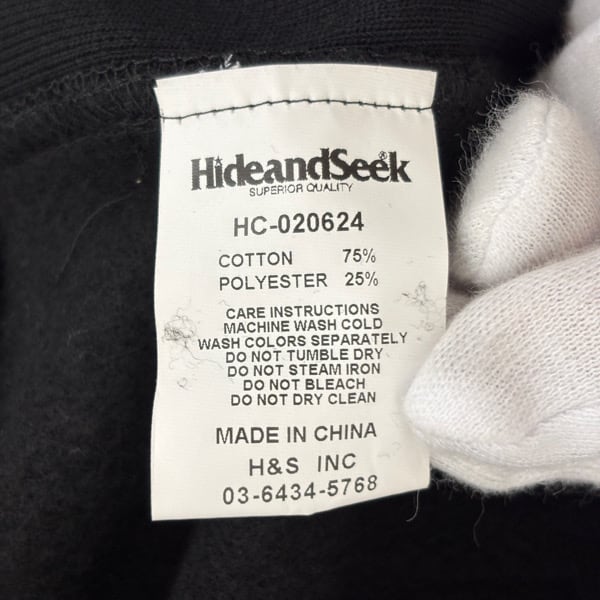 HideandSeek®
SUPERIOR QUALITY
HC-020624
COTTON 75%
POLYESTER 25%
CARE INSTRUCTIONS
MACHINE WASH COLD
WASH COLORS SEPARATELY
DO NOT TUMBLE DRY
DO NOT STEAM IRON
DO NOT BLEACH
DO NOT DRY CLEAN
MADE IN CHINA
H&S INC
03-6434-5768